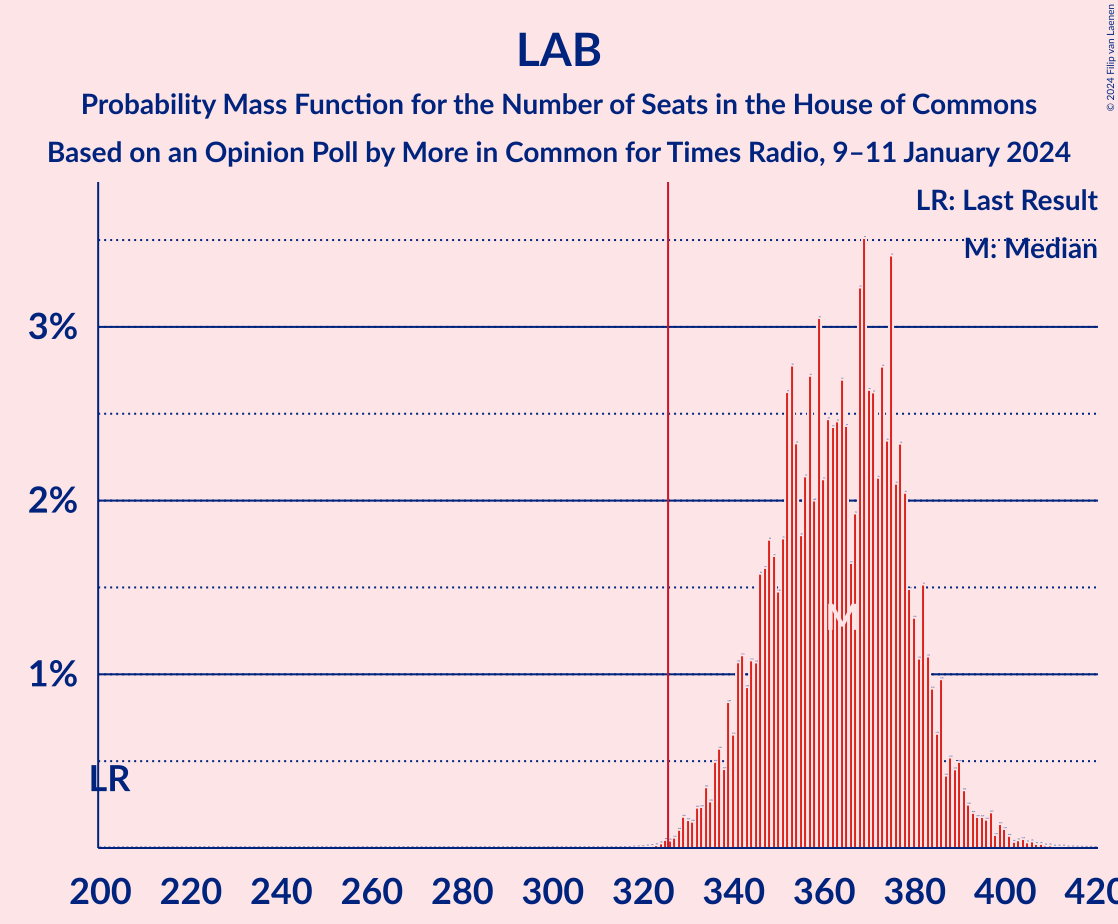 LAB
Probability Mass Function for the Number of Seats in the House of Commons
Based on an Opinion Poll by More in Common for Times Radio, 9–11 January 2024
© 2024 Filip van Laenen
LR: Last Result
M: Median
3%
2%
1%
M
LR
200 220 240 260 280 300 320 340 360 380 400 420